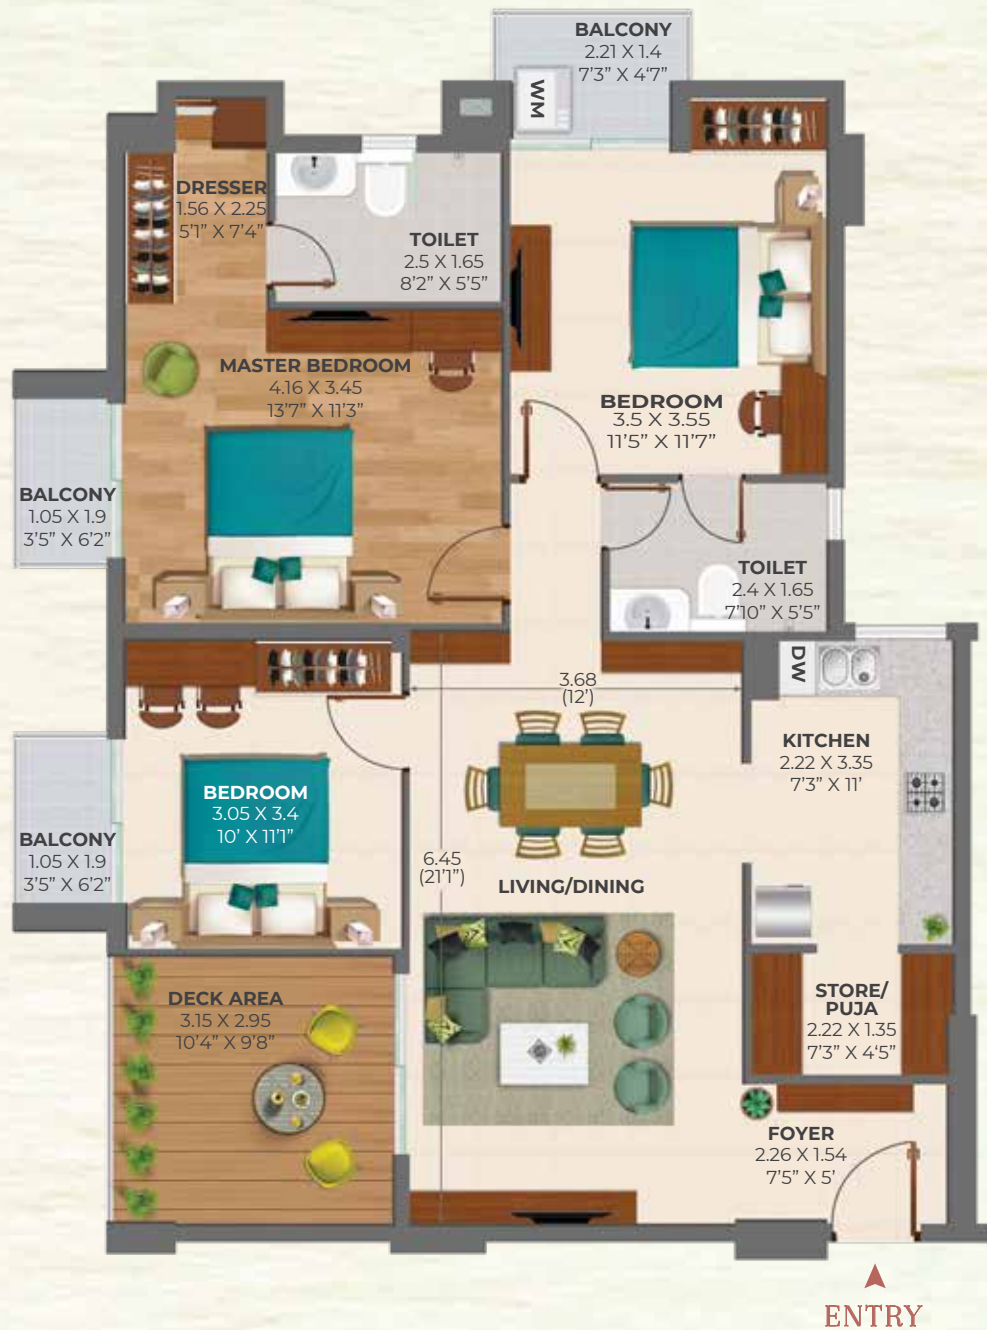 BALCONY
2.21 X 1.4
7’3” X 4‘7”
WM
DRESSER
1.56 X 2.25
5’1” X 7’4”
TOILET
2.5 X 1.65
8’2” X 5’5”
MASTER BEDROOM
4.16 X 3.45
13’7” X 11’3”
BEDROOM
3.5 X 3.55
11’5” X 11’7”
BALCONY
1.05 X 1.9
3’5” X 6’2”
TOILET
2.4 X 1.65
7’10” X 5’5”
DW
3.68
(12’)
KITCHEN
2.22 X 3.35
7’3” X 11’
BEDROOM
3.05 X 3.4
10’ X 11’1”
BALCONY
1.05 X 1.9
3’5” X 6’2”
6.45
(21’1”)
LIVING/DINING
DECK AREA
3.15 X 2.95
10’4” X 9’8”
STORE/
PUJA
2.22 X 1.35
7’3” X 4‘5”
FOYER
2.26 X 1.54
7’5” X 5’
ENTRY